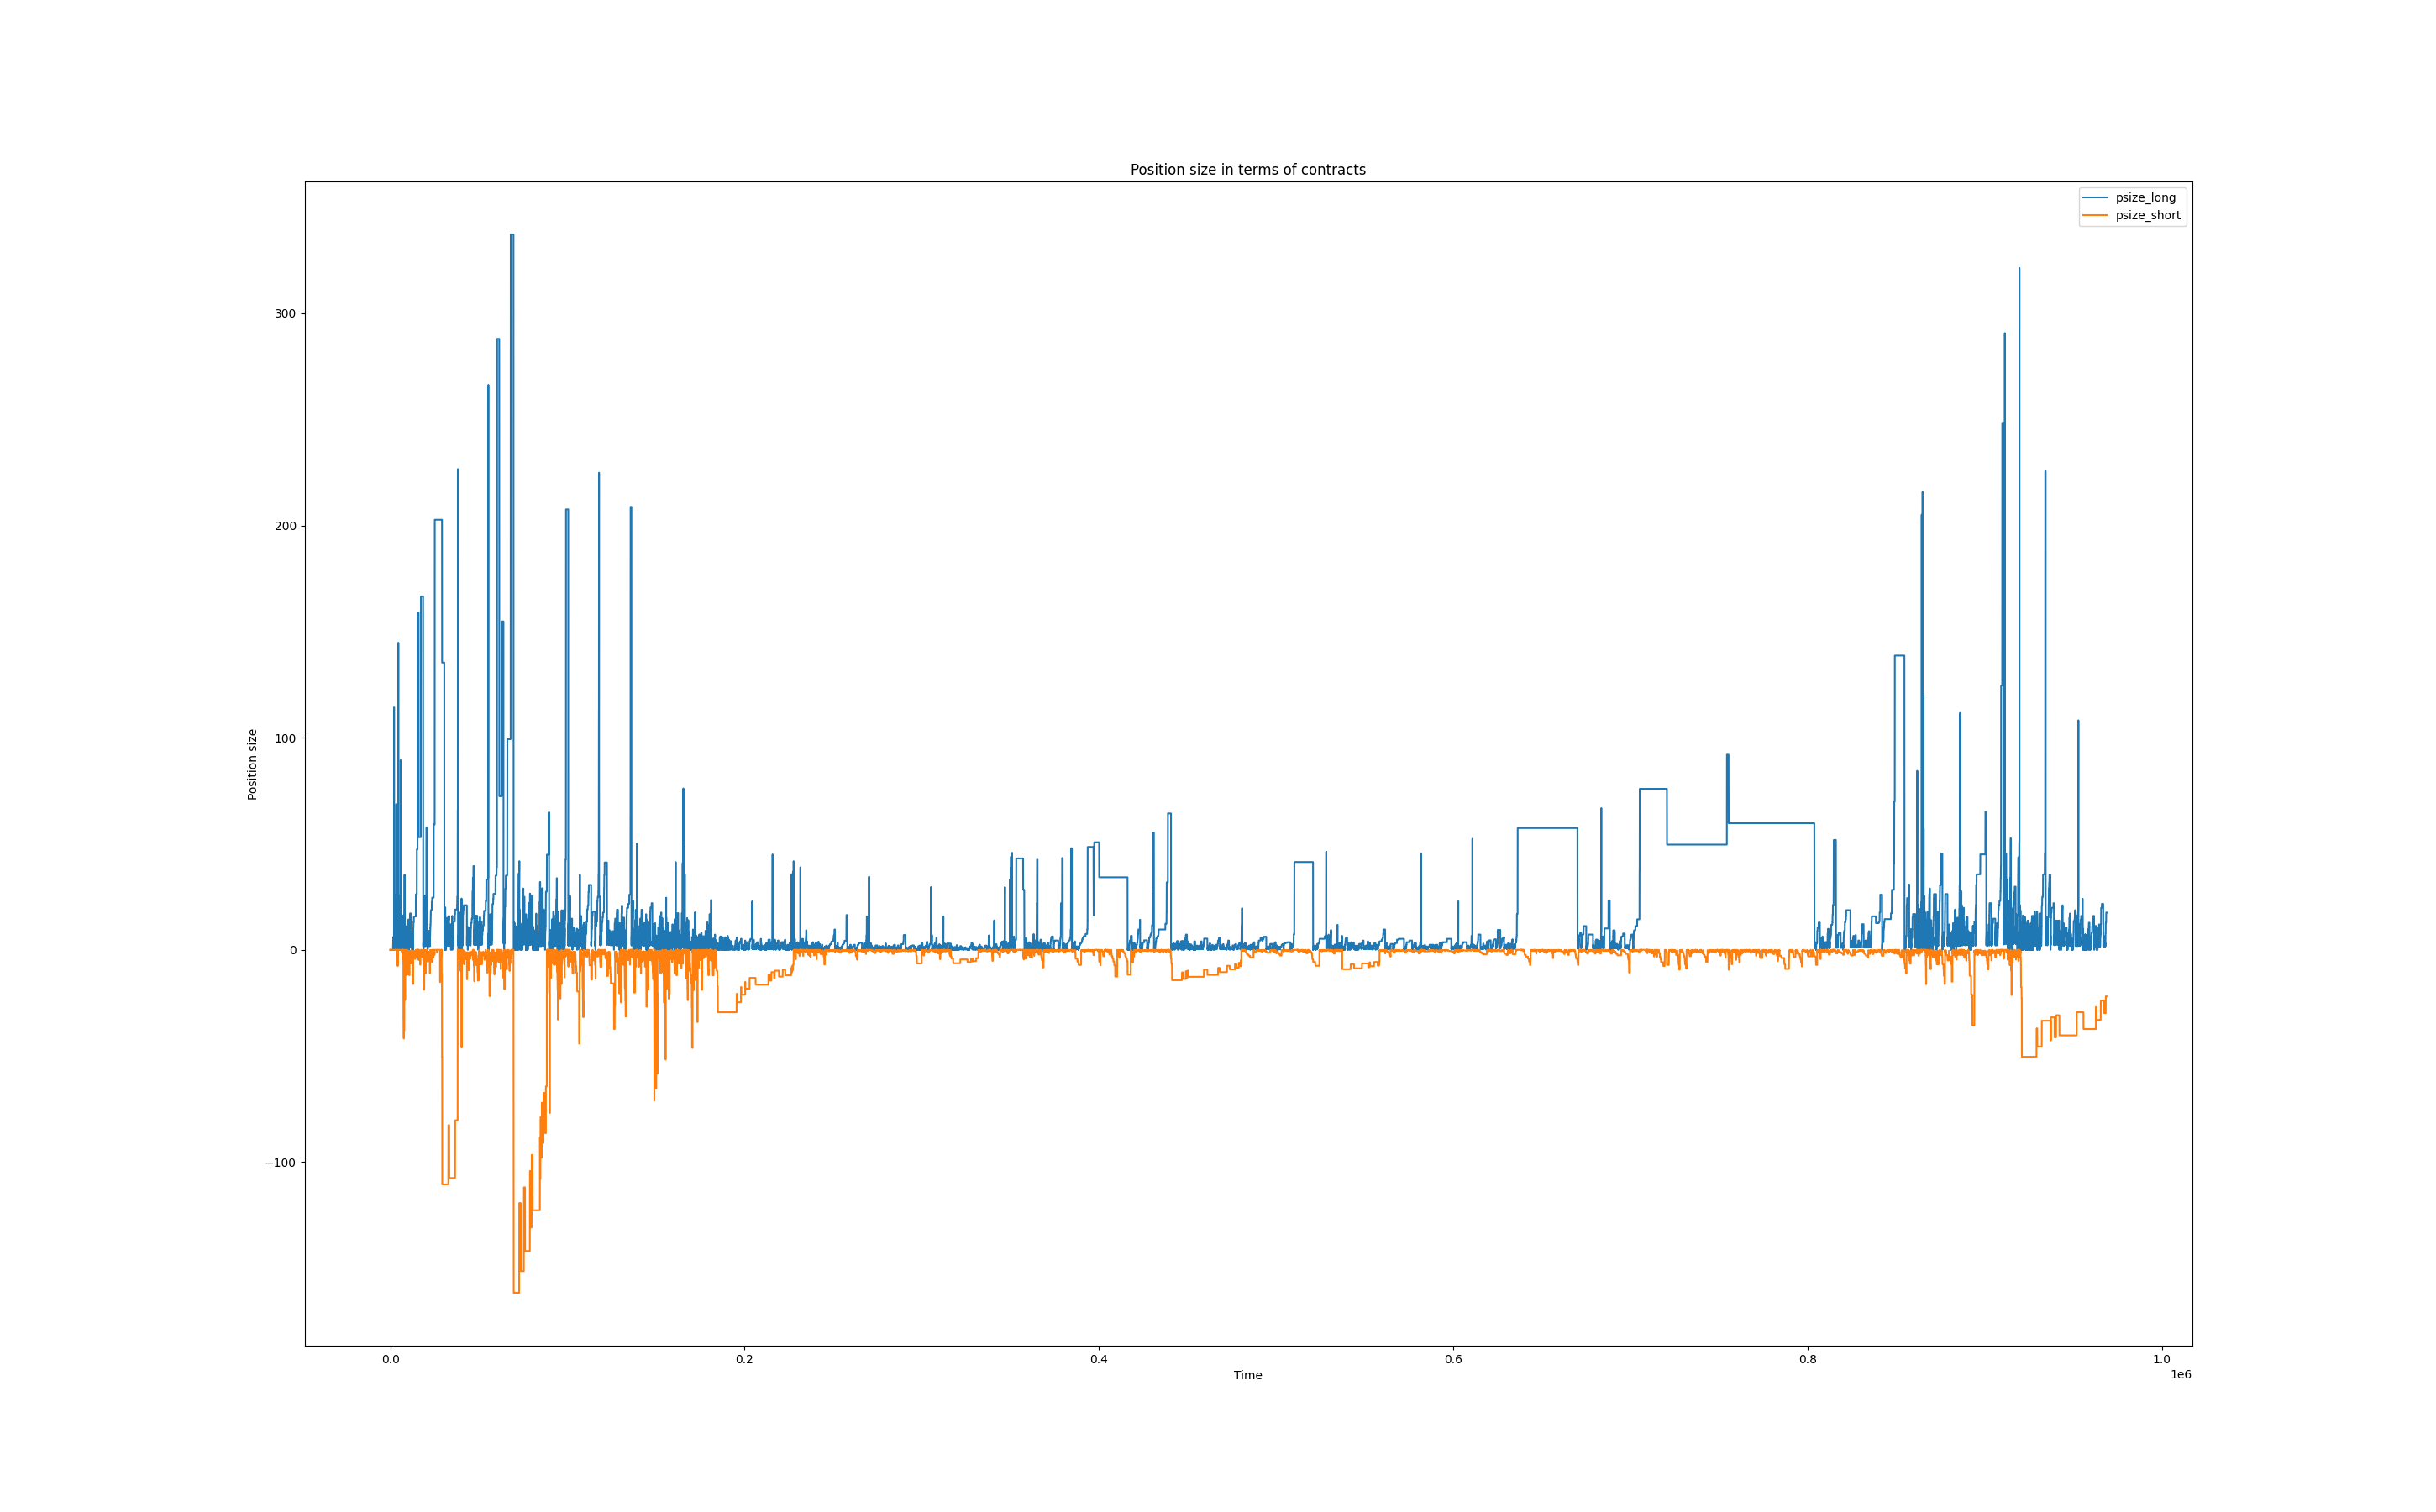 Position size in terms of contracts
psize_long
psize_short
Position size
300
200
100
0
−100
0.0
0.2
0.4
0.6
0.8
1.0
1e6
Time